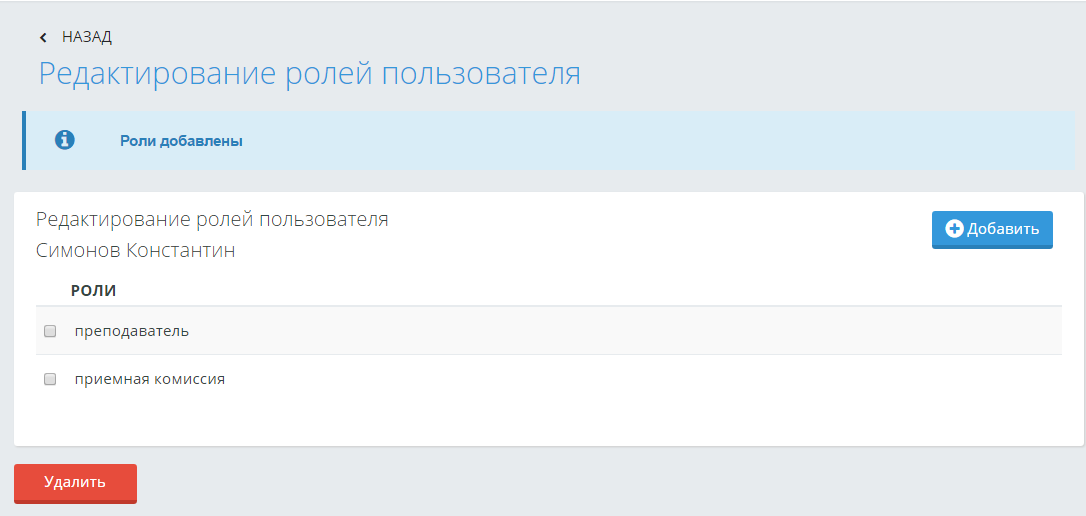 НАЗАД
Редактирование ролей пользователя
Роли добавлены
Редактирование ролей пользователя
Симонов Константин
Добавить
РОЛИ
преподаватель
приемная комиссия
Удалить